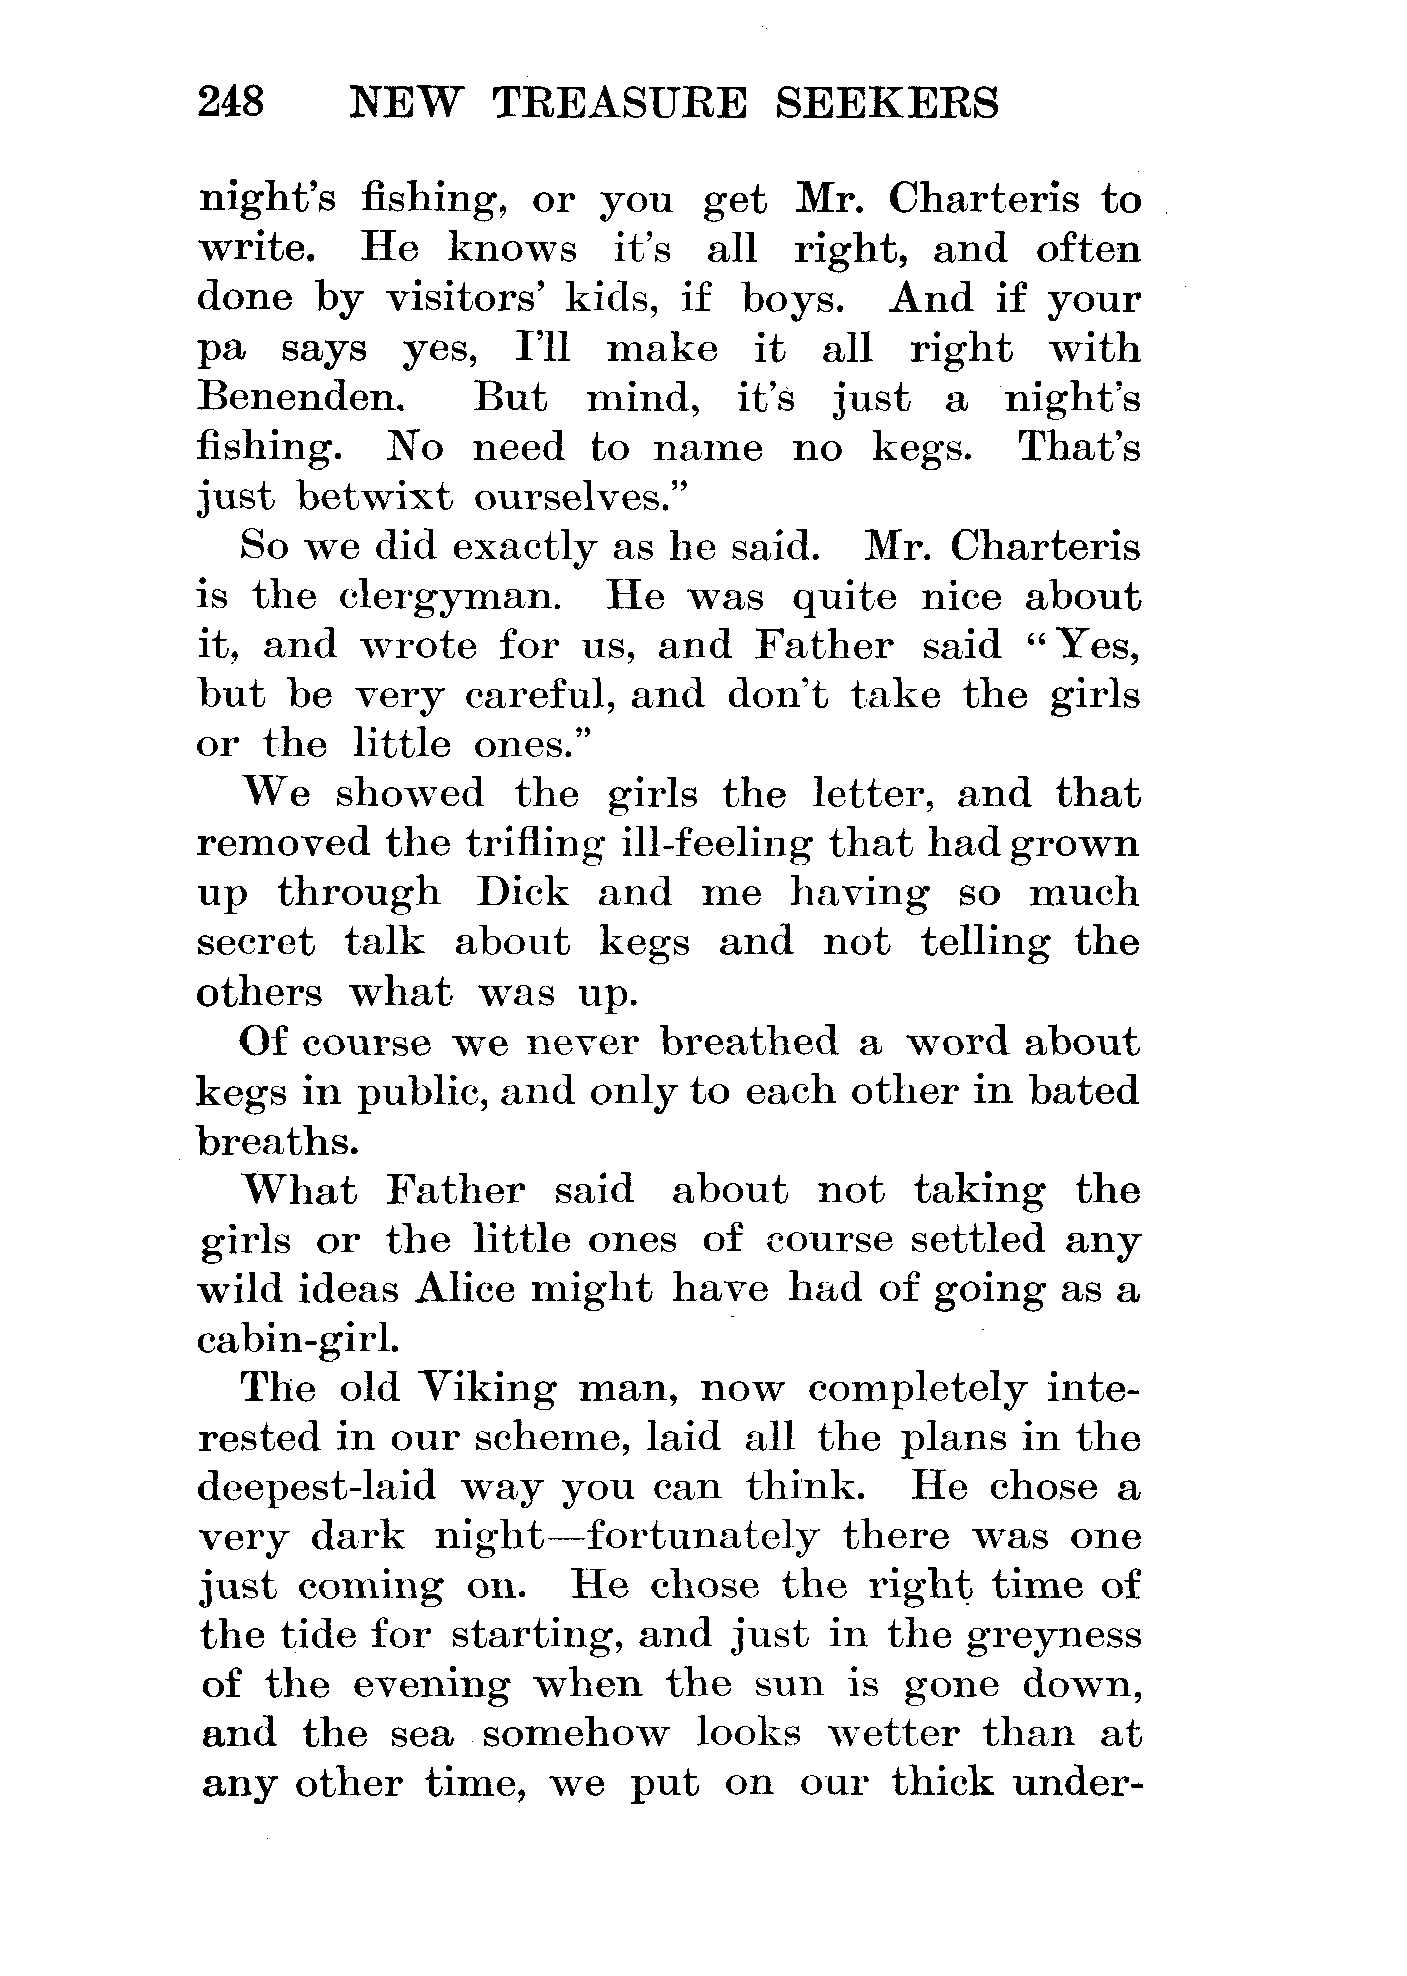 248 NEW TREASURE SEEKERS
night's fishing, or you get Mr. Charteris to
write. He knows it's all right, and often
done by visitors' kids, if boys. And if your
pa says yes, I'll make it all right with
Benenden. But mind, it's just a night's
fishing. No need to name no kegs. That's
just betwixt ourselves."
So we did exactly as he said. Mr. Charteris
is the clergyman. He was quite nice about
it, and wrote for us, and Father said "Yes,
but be very careful, and don't take the girls
or the little ones."
We showed the girls the letter, and that
removed the trifling ill-feeling that had grown
up through Dick and me having so much
secret talk about kegs and not telling the
others what was up.
Of course we never breathed a word about
kegs in public, and only to each other in bated
breaths.
What Father said about not taking the
girls or the little ones of course settled any
wild ideas Alice might have had of going as a
cabin-girl.
The old Viking man, now completely inte-
rested in our scheme, laid all the plans in the
deepest-laid way you can think. He chose a
very dark night—fortunately there was one
just coming on. He chose the right time of
the tide for starting, and just in the greyness
of the evening when the sun is gone down,
and the sea somehow looks wetter than at
any other time, we put on our thick under-